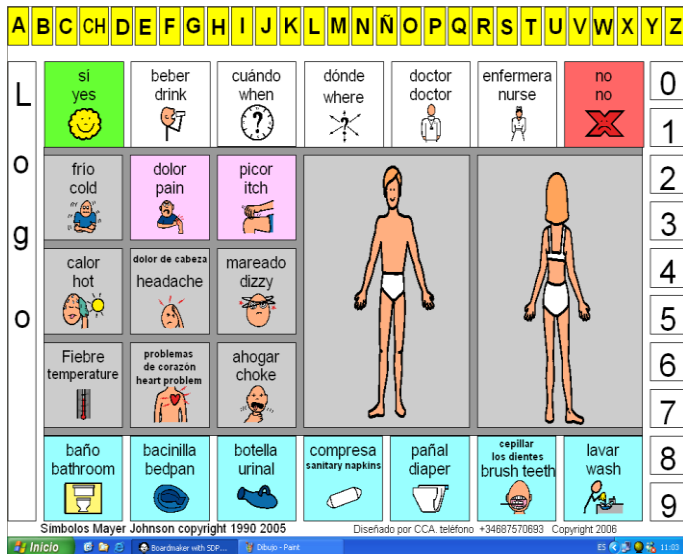 A B C CH D E F G H I J K L M N Ñ O P Q R S T U V W X Y Z
Logo
sí
yes
beber
drink
cuándo
when
dónde
where
doctor
doctor
enfermera
nurse
no
no
0
1
frio
cold
dolor
pain
picor
itch
2
3
calor
hot
dolor de cabeza
headache
mareado
dizzy
4
5
Fiebre
temperature
problemas
de corazón
heart problem
ahogar
choke
6
7
baño
bathroom
bacinilla
bedpan
botella
urinal
compresa
sanitary napkins
pañal
diaper
cepillar
los dientes
brush teeth
lavar
wash
8
9
Símbolos Mayer Johnson copyright 1990 2005
Diseñado por CCA. teléfono +34687570693 Copyright 2006
Inicio
Boardmaker with SDP...
Dibujo - Paint
ES
11:03